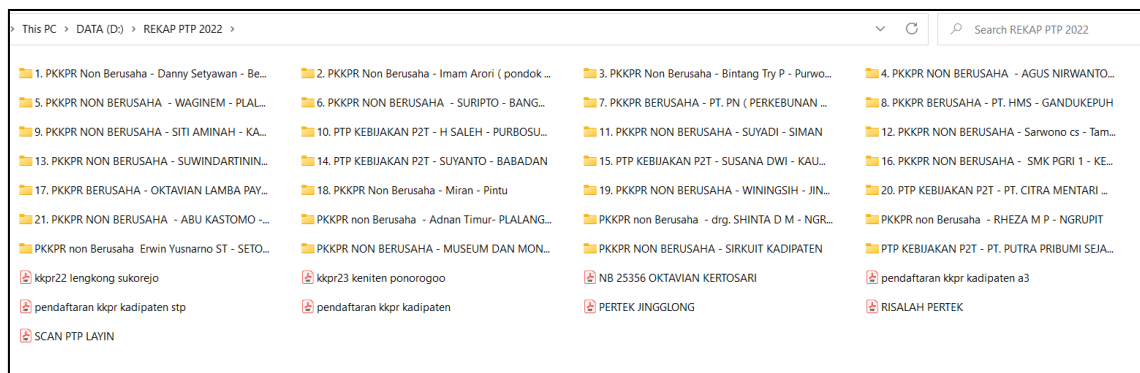 › This PC › DATA (D:) › REKAP PTP 2022 ›
Search REKAP PTP 2022
1. PKKPR Non Berusaha - Danny Setyawan - Be...
2. PKKPR Non Berusaha - Imam Arori ( pondok ...
3. PKKPR Non Berusaha - Bintang Try P - Purwo...
4. PKKPR NON BERUSAHA - AGUS NIRWANTO...
5. PKKPR NON BERUSAHA - WAGINEM - PLAL...
6. PKKPR NON BERUSAHA - SURIPTO - BANG...
7. PKKPR BERUSAHA - PT. PN ( PERKEBUNAN ...
8. PKKPR BERUSAHA - PT. HMS - GANDUKEPUH
9. PKKPR NON BERUSAHA - SITI AMINAH - KA...
10. PTP KEBIJAKAN P2T - H SALEH - PURBOSU...
11. PKKPR NON BERUSAHA - SUYADI - SIMAN
12. PKKPR NON BERUSAHA - Sarwono cs - Tam...
13. PKKPR NON BERUSAHA - SUWINDARTININ...
14. PTP KEBIJAKAN P2T - SUYANTO - BABADAN
15. PTP KEBIJAKAN P2T - SUSANA DWI - KAU...
16. PKKPR NON BERUSAHA - SMK PGRI 1 - KE...
17. PKKPR BERUSAHA - OKTAVIAN LAMBA PAY...
18. PKKPR Non Berusaha - Miran - Pintu
19. PKKPR NON BERUSAHA - WININGSIH - JIN...
20. PTP KEBIJAKAN P2T - PT. CITRA MENTARI ...
21. PKKPR NON BERUSAHA - ABU KASTOMO -...
PKKPR non Berusaha - Adnan Timur- PLALANG...
PKKPR non Berusaha - drg. SHINTA D M - NGR...
PKKPR non Berusaha - RHEZA M P - NGRUPIT
PKKPR non Berusaha Erwin Yusnarno ST - SETO...
PKKPR NON BERUSAHA - MUSEUM DAN MON...
PKKPR NON BERUSAHA - SIRKUIT KADIPATEN
PTP KEBIJAKAN P2T - PT. PUTRA PRIBUMI SEJA...
kkpr22 lengkong sukorejo
kkpr23 keniten ponorogoo
NB 25356 OKTAVIAN KERTOSARI
pendaftaran kkpr kadipaten a3
pendaftaran kkpr kadipaten stp
pendaftaran kkpr kadipaten
PERTEK JINGGLONG
RISALAH PERTEK
SCAN PTP LAYIN